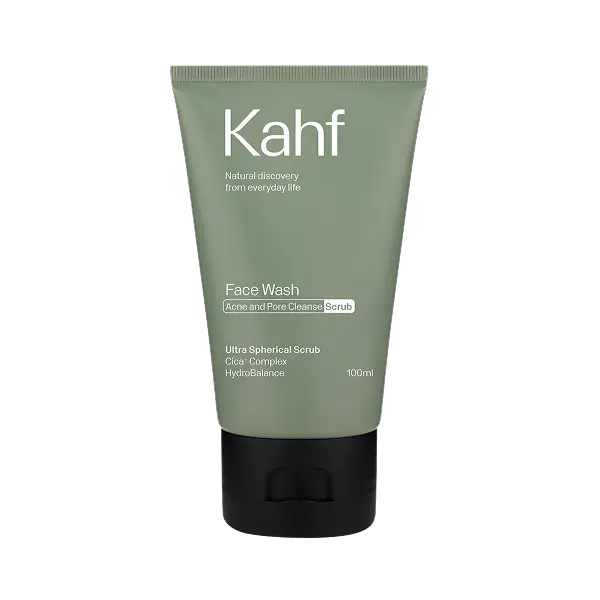 Kahf
Natural discovery
from everyday life
Face Wash
Acne and Pore Cleanse Scrub
Ultra Spherical Scrub
Cica⁺ Complex
HydroBalance 100ml